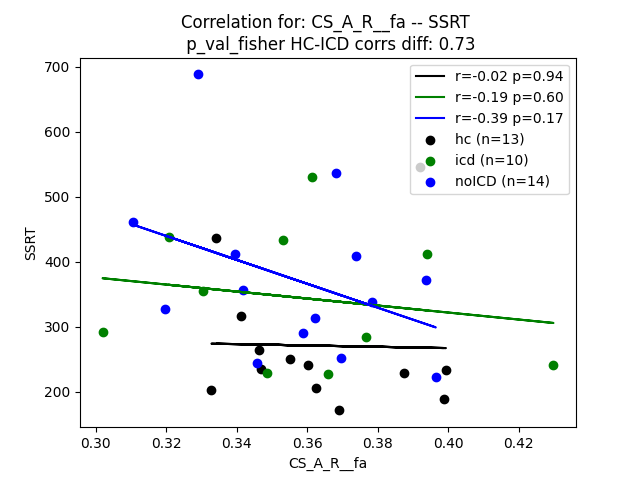 Correlation for: CS_A_R__fa -- SSRT
p_val_fisher HC-ICD corrs diff: 0.73
700
600
500
400
300
200
SSRT
r=-0.02 p=0.94
r=-0.19 p=0.60
r=-0.39 p=0.17
hc (n=13)
icd (n=10)
noICD (n=14)
0.30 0.32 0.34 0.36 0.38 0.40 0.42
CS_A_R__fa